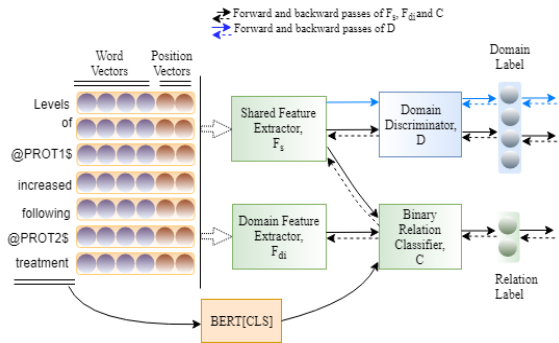 Forward and backward passes of Fs, Fdi and C
Forward and backward passes of D
Word
Vectors
Position
Vectors
Domain
Label
Levels
of
@PROT1$
increased
following
@PROT2$
treatment
Shared Feature
Extractor,
Fs
Domain
Discriminator,
D
Domain Feature
Extractor,
Fdi
Binary
Relation
Classifier,
C
Relation
Label
BERT[CLS]